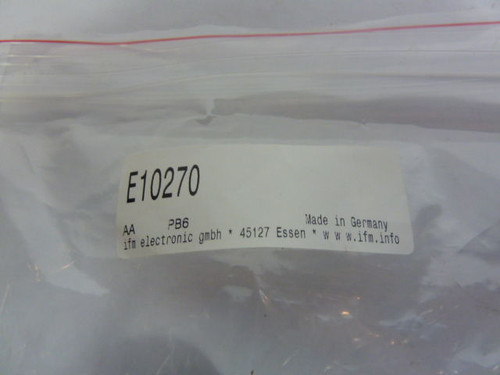 E10270
AA PB6 Made in Germany
ifm electronic gmbh * 45127 Essen * w w w.ifm.info